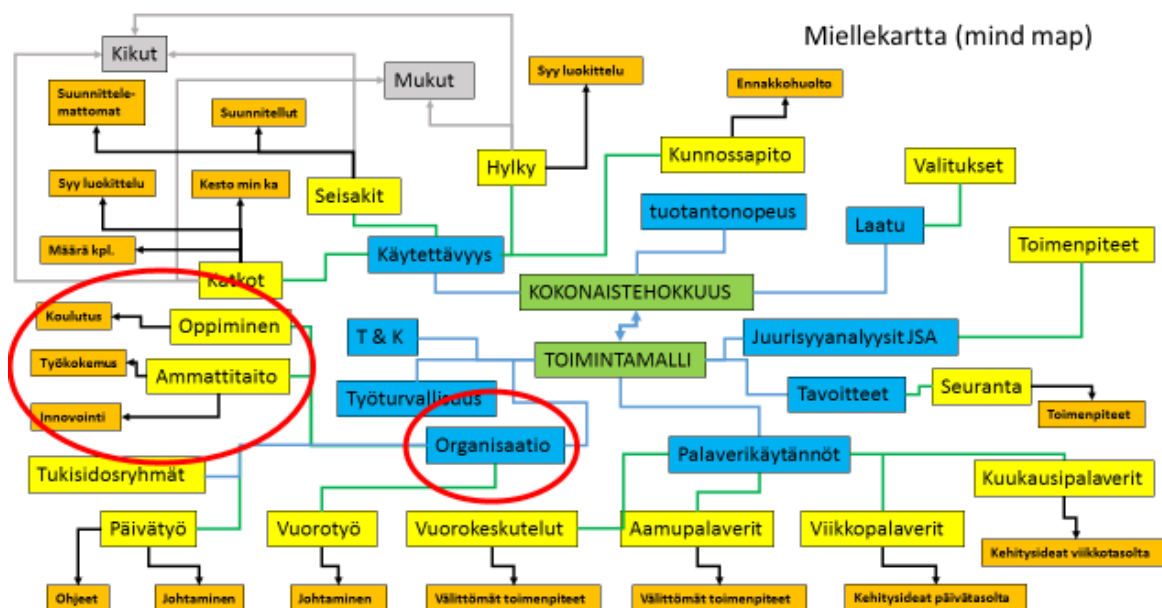 Miellekartta (mind map)
Kikut
Mukut
Syy luokittelu
Ennakkohuolto
Suunnittele-
mattomat
Suunnitellut
Hylky
Kunnossapito
Valitukset
Syy luokittelu
Kesto min ka
Seisakit
tuotantonopeus
Laatu
Määrä kpl.
Käytettävyys
Toimenpiteet
Katkot
KOKONAISTEHOKKUUS
Koulutus
Oppiminen
T & K
TOIMINTAMALLI
Juurisyyanalyysit JSA
Työkokemus
Ammattitaito
Työturvallisuus
Tavoitteet
Seuranta
Innovointi
Toimenpiteet
Organisaatio
Palaverikäytännöt
Tukisidosryhmät
Kuukausipalaverit
Päivätyö
Vuorotyö
Vuorokeskutelut
Aamupalaverit
Viikkopalaverit
Kehitysideat viikkotasolta
Ohjeet
Johtaminen
Johtaminen
Välittömät toimenpiteet
Välittömät toimenpiteet
Kehitysideat päivätasolta